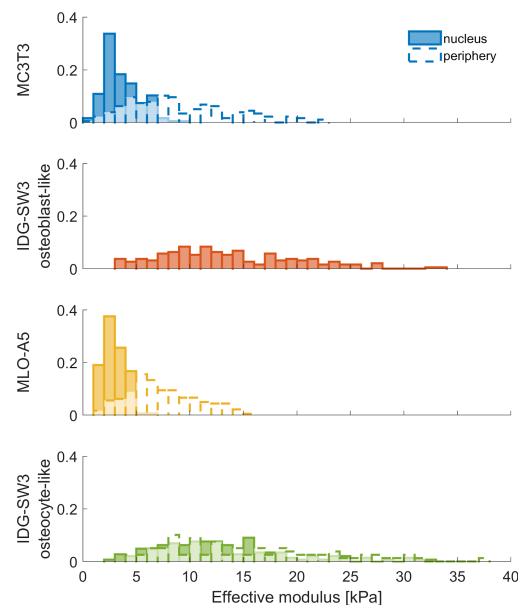 0.4
0.2
0
MC3T3
nucleus
periphery
0.4
0.2
0
IDG-SW3
osteoblast-like
0.4
0.2
0
MLO-A5
0.4
0.2
0
IDG-SW3
osteocyte-like
0 5 10 15 20 25 30 35 40
Effective modulus [kPa]